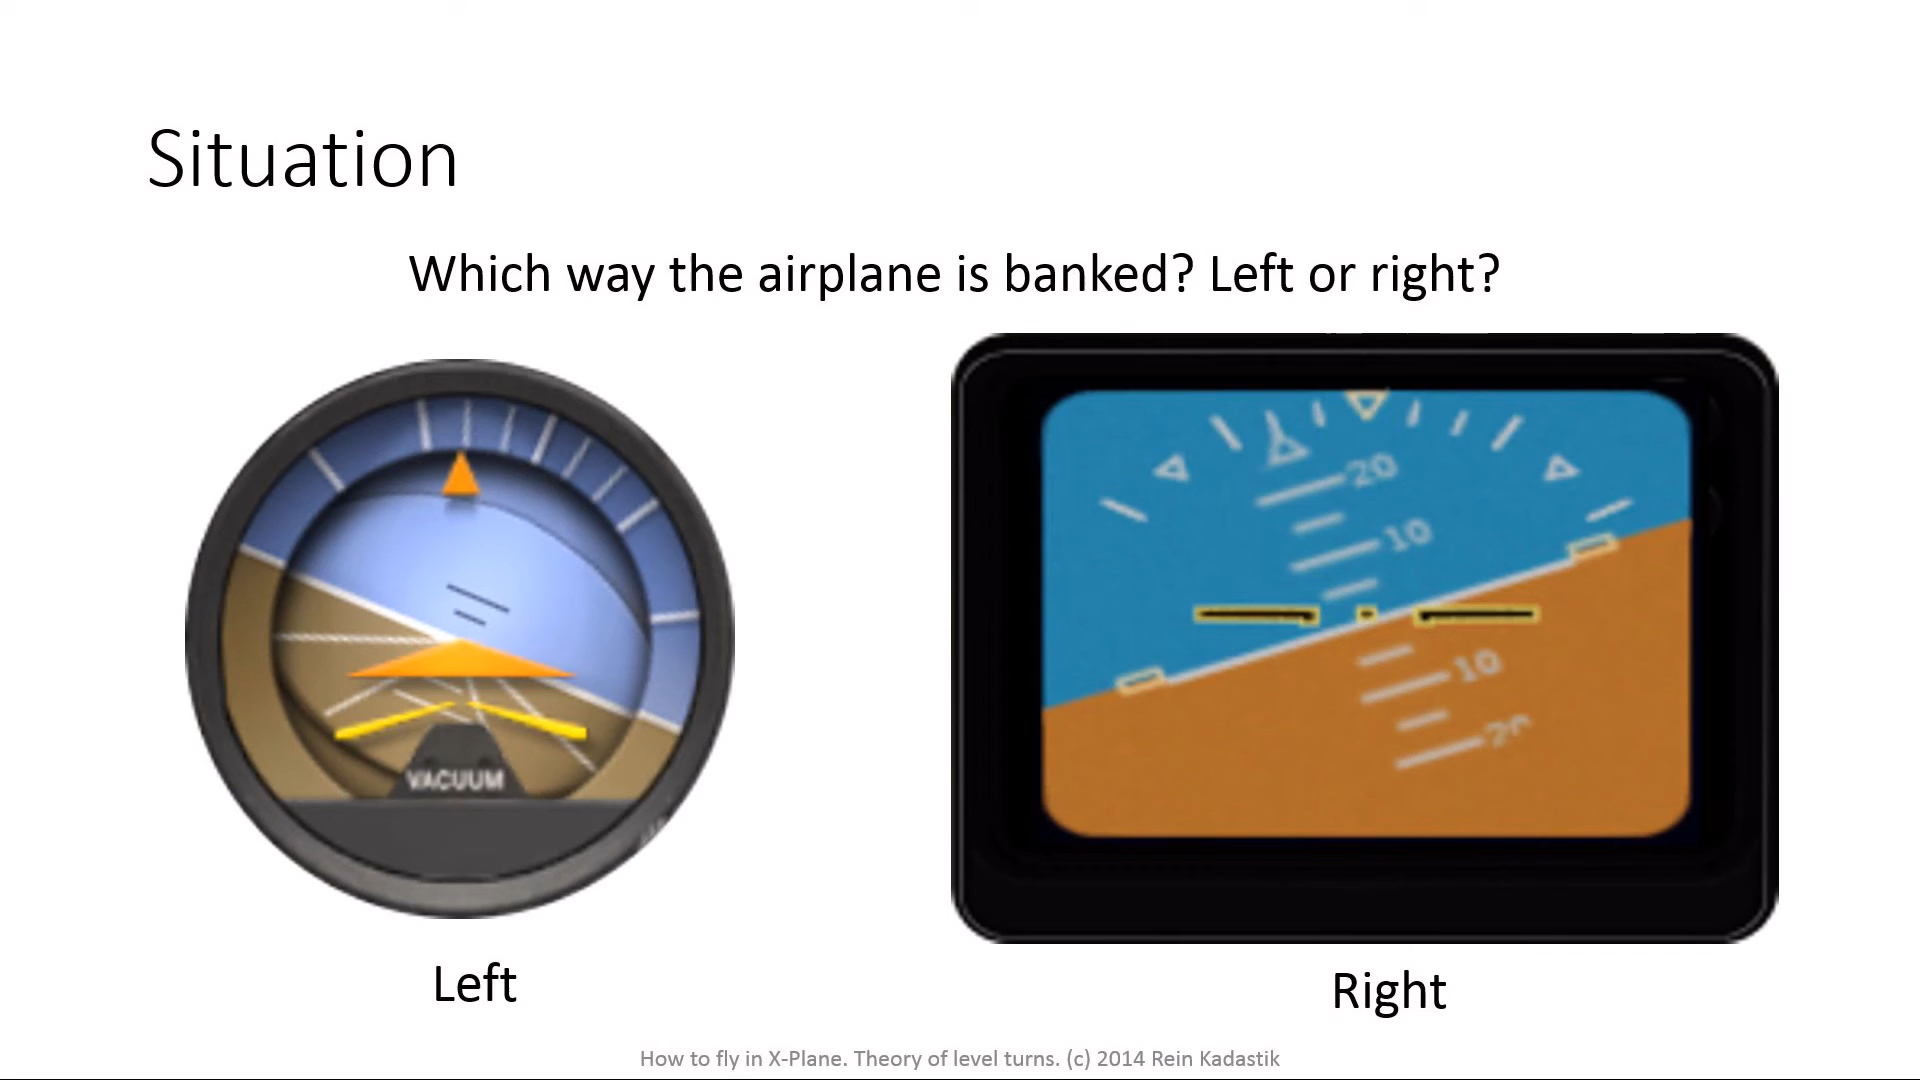 Situation
Which way the airplane is banked? Left or right?
VACUUM
20
10
10
Left
Right
How to fly in X-Plane. Theory of level turns. (c) 2014 Rein Kadastik